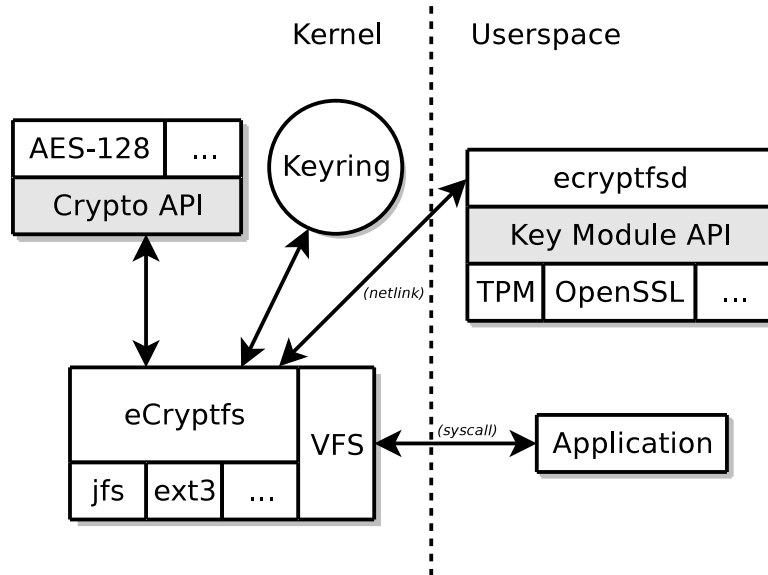 Kernel
Userspace
AES-128
...
Crypto API
Keyring
ecryptfsd
Key Module API
TPM
OpenSSL
...
(netlink)
eCryptfs
VFS
jfs
ext3
...
(syscall)
Application